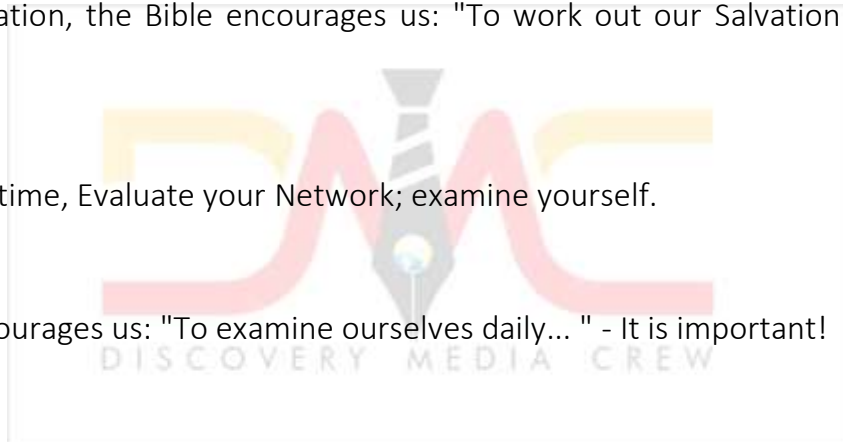 ation, the Bible encourages us: "To work out our Salvation
time, Evaluate your Network; examine yourself.
ourages us: "To examine ourselves daily... " - It is important!
DMC
DISCOVERY MEDIA CREW